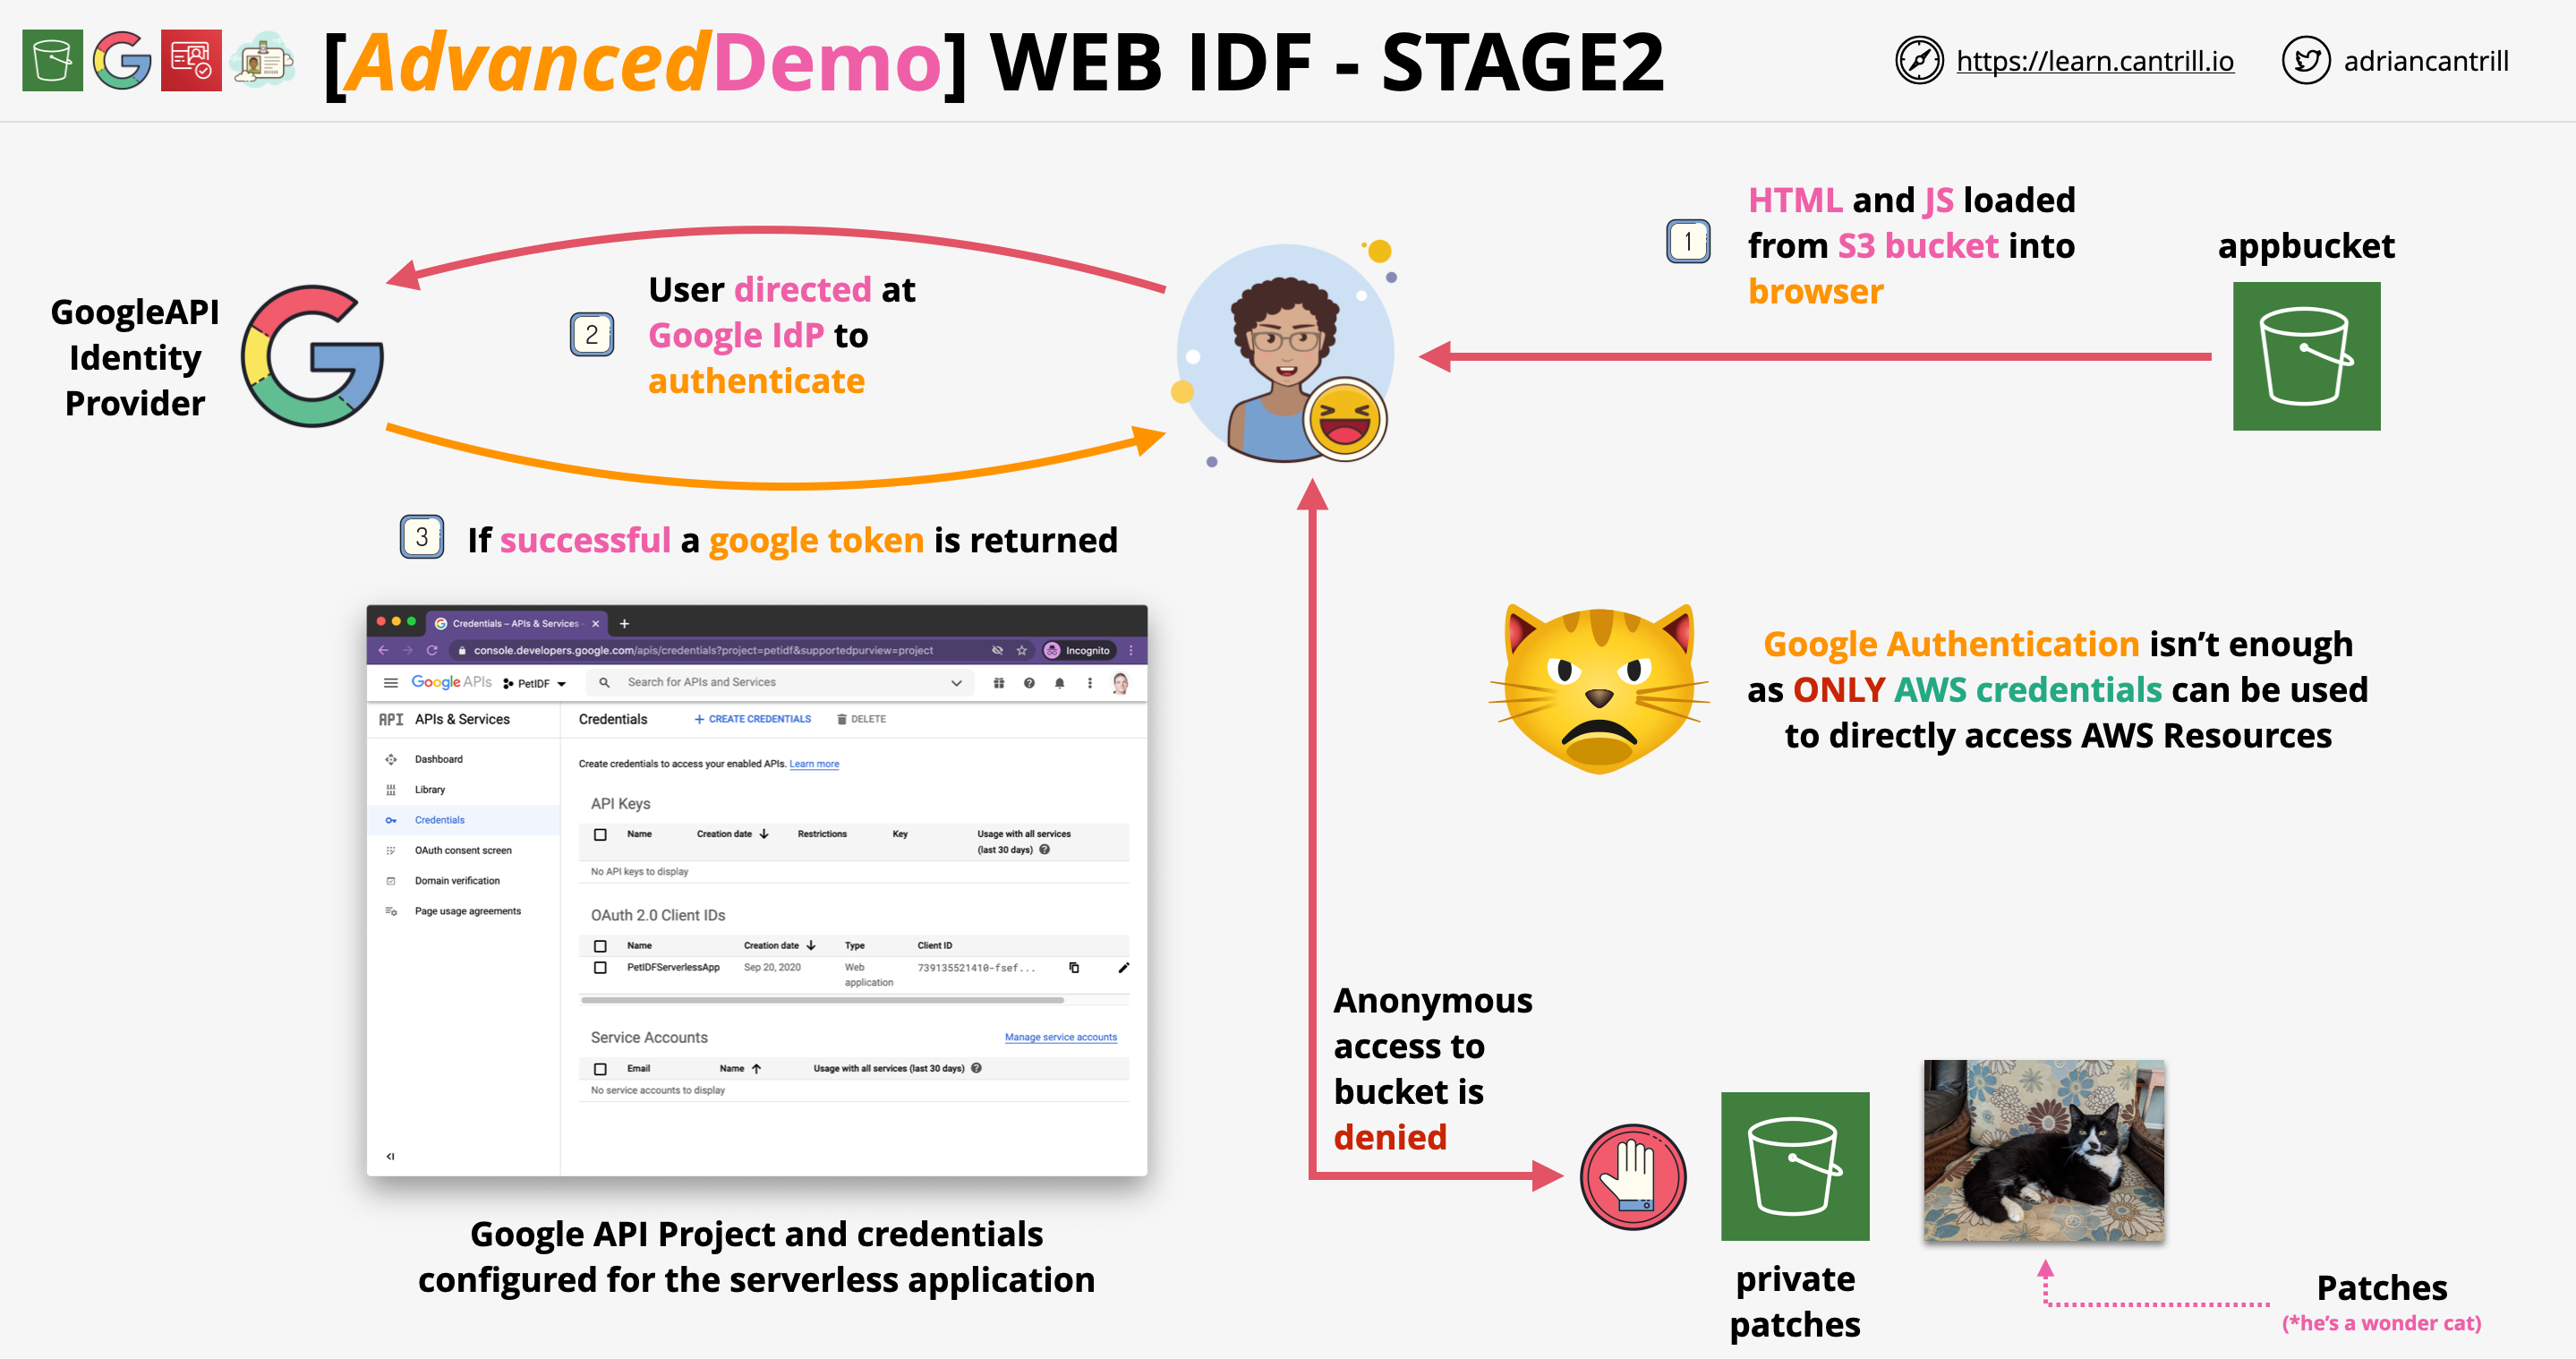 [AdvancedDemo] WEB IDF - STAGE2
https://learn.cantrill.io
adriancantrill
1
HTML and JS loaded
from S3 bucket into
browser
appbucket
GoogleAPI
Identity
Provider
2
User directed at
Google IdP to
authenticate
3
If successful a google token is returned
Credentials – APIs & Services
console.developers.google.com/apis/credentials?project=petidf&supportedpurview=project
Incognito
Google APIs
PetIDF
Search for APIs and Services
API
APIs & Services
Credentials
CREATE CREDENTIALS
DELETE
Dashboard
Library
Credentials
OAuth consent screen
Domain verification
Page usage agreements
Create credentials to access your enabled APIs. Learn more
API Keys
Name Creation date Restrictions Key Usage with all services
(last 30 days)
No API keys to display
OAuth 2.0 Client IDs
Name Creation date Type Client ID
PetIDFServerlessApp Sep 20, 2020 Web 739135521410-fsef...
application
Service Accounts
Manage service accounts
Email Name Usage with all services (last 30 days)
No service accounts to display
Google API Project and credentials
configured for the serverless application
Google Authentication isn't enough
as ONLY AWS credentials can be used
to directly access AWS Resources
Anonymous
access to
bucket is
denied
private
patches
Patches
(*he's a wonder cat)